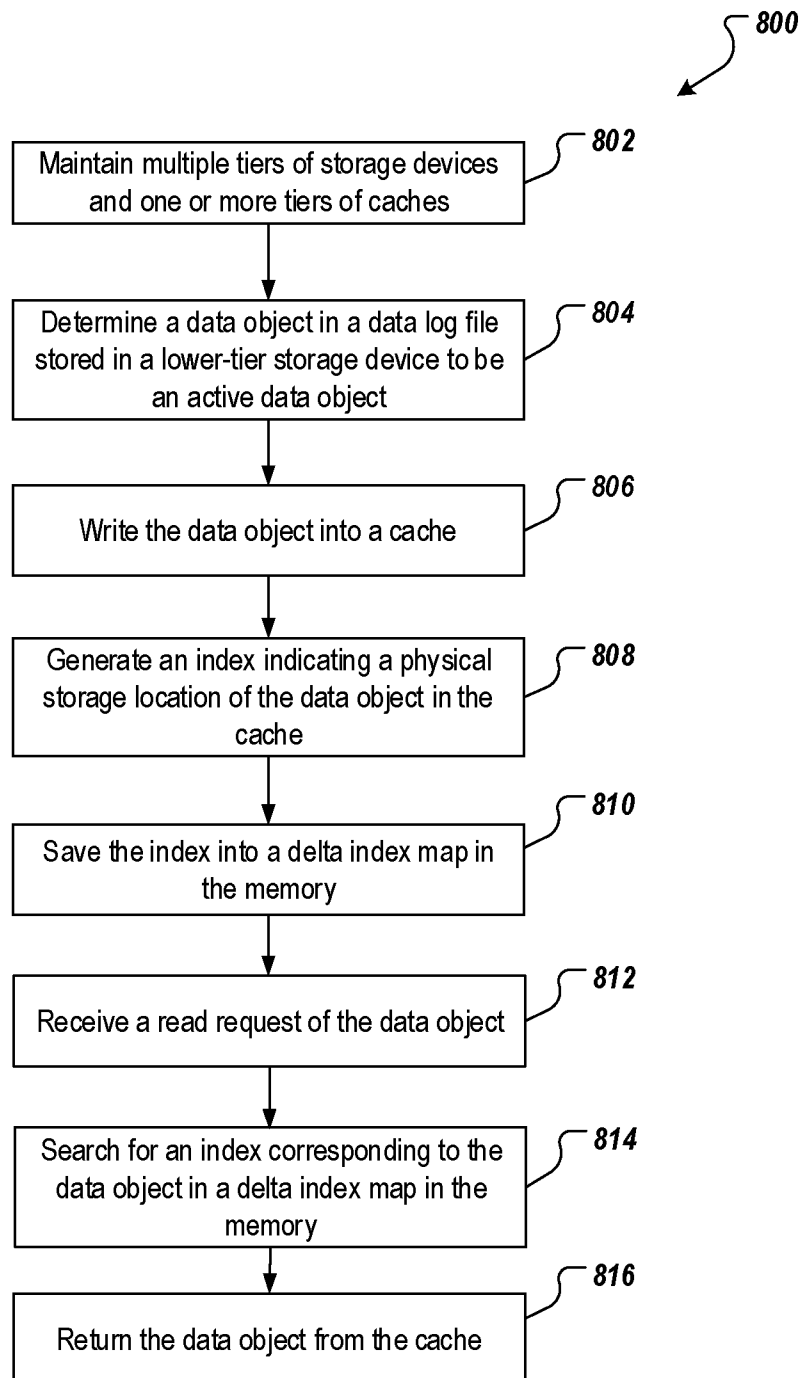 800
802
Maintain multiple tiers of storage devices
and one or more tiers of caches
804
Determine a data object in a data log file
stored in a lower-tier storage device to be
an active data object
806
Write the data object into a cache
808
Generate an index indicating a physical
storage location of the data object in the
cache
810
Save the index into a delta index map in
the memory
812
Receive a read request of the data object
814
Search for an index corresponding to the
data object in a delta index map in the
memory
816
Return the data object from the cache